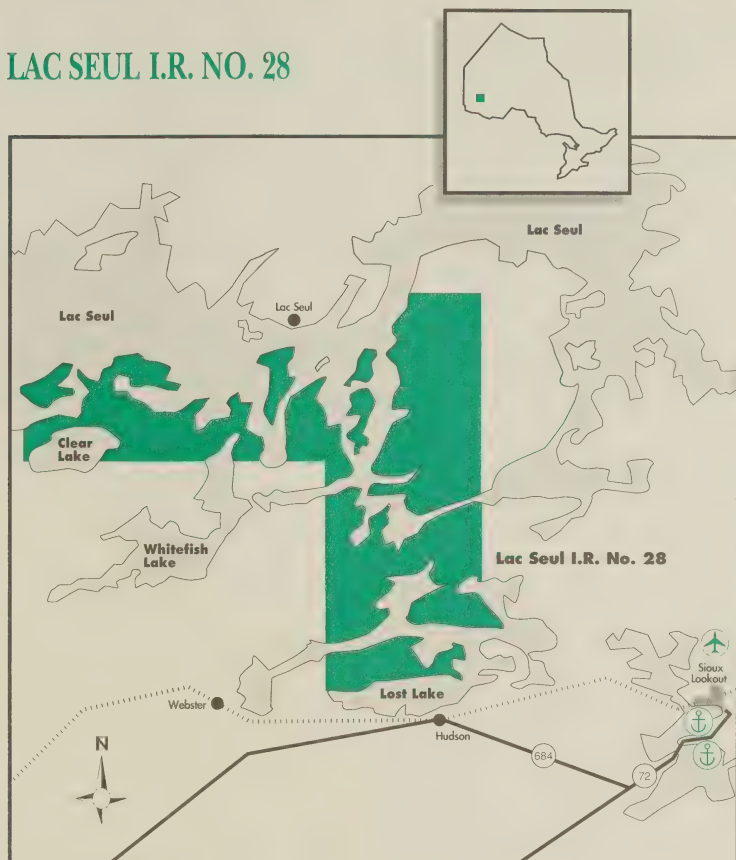 LAC SEUL I.R. NO. 28
Lac Seul
Lac Seul
Lac Seul
Clear
Lake
Whitefish
Lake
Lac Seul I.R. No. 28
Sioux
Lookout
Lost Lake
Webster
Hudson
N
684
72